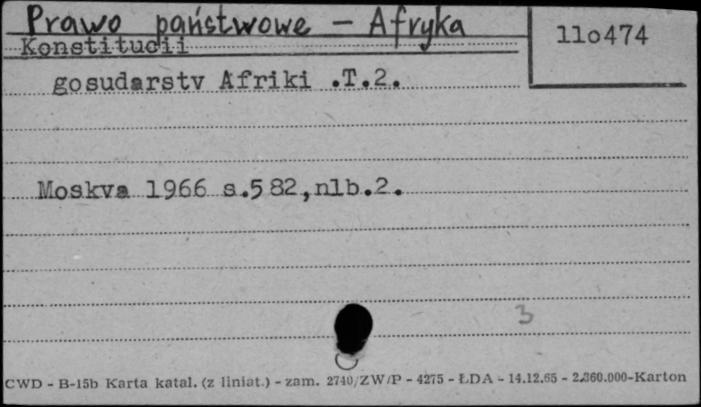 Prawo państwowe - Afryka
110474
Konstitucii
gosudarstv Afriki .T.2.
Moskva 1966 s.582,nlb.2.
3
CWD - B-15b Karta katal. (z liniat.) - zam. 2740/ZW/P - 4275 - ŁDA - 14.12.65 - 2.360.000-Karton